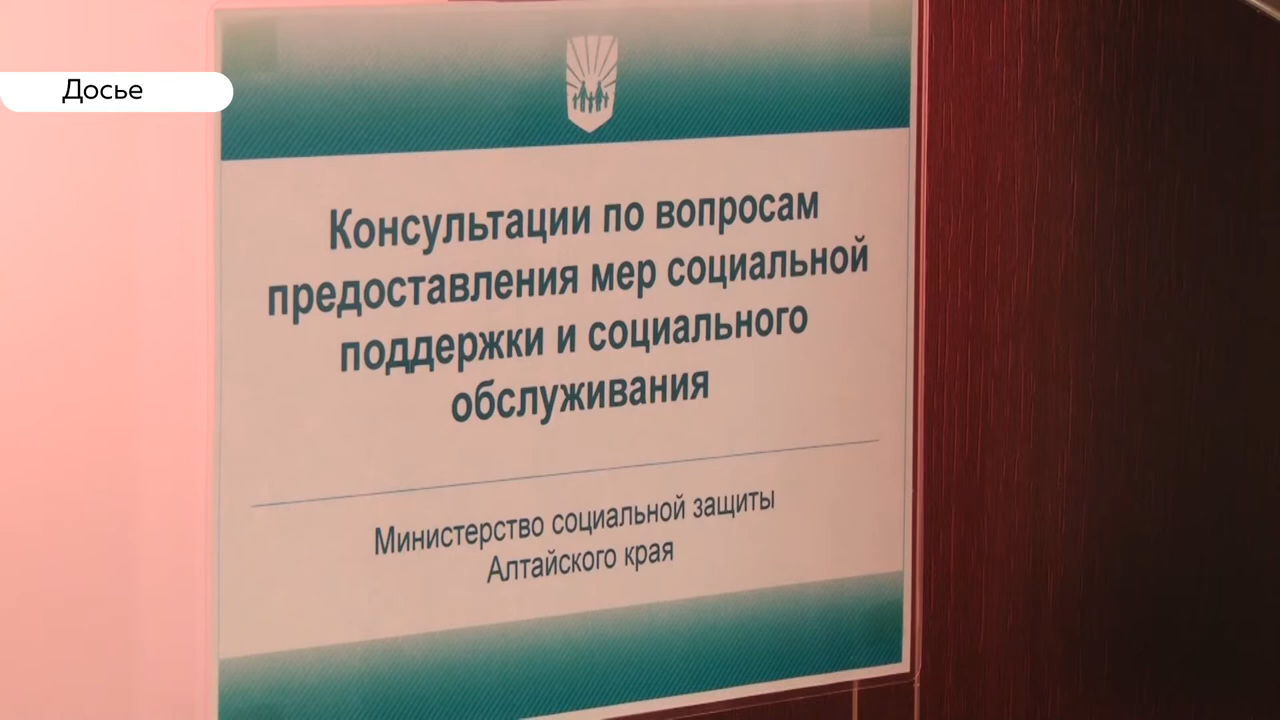 Досье
Консультации по вопросам
предоставления мер социальной
поддержки и социального
обслуживания
Министерство социальной защиты
Алтайского края